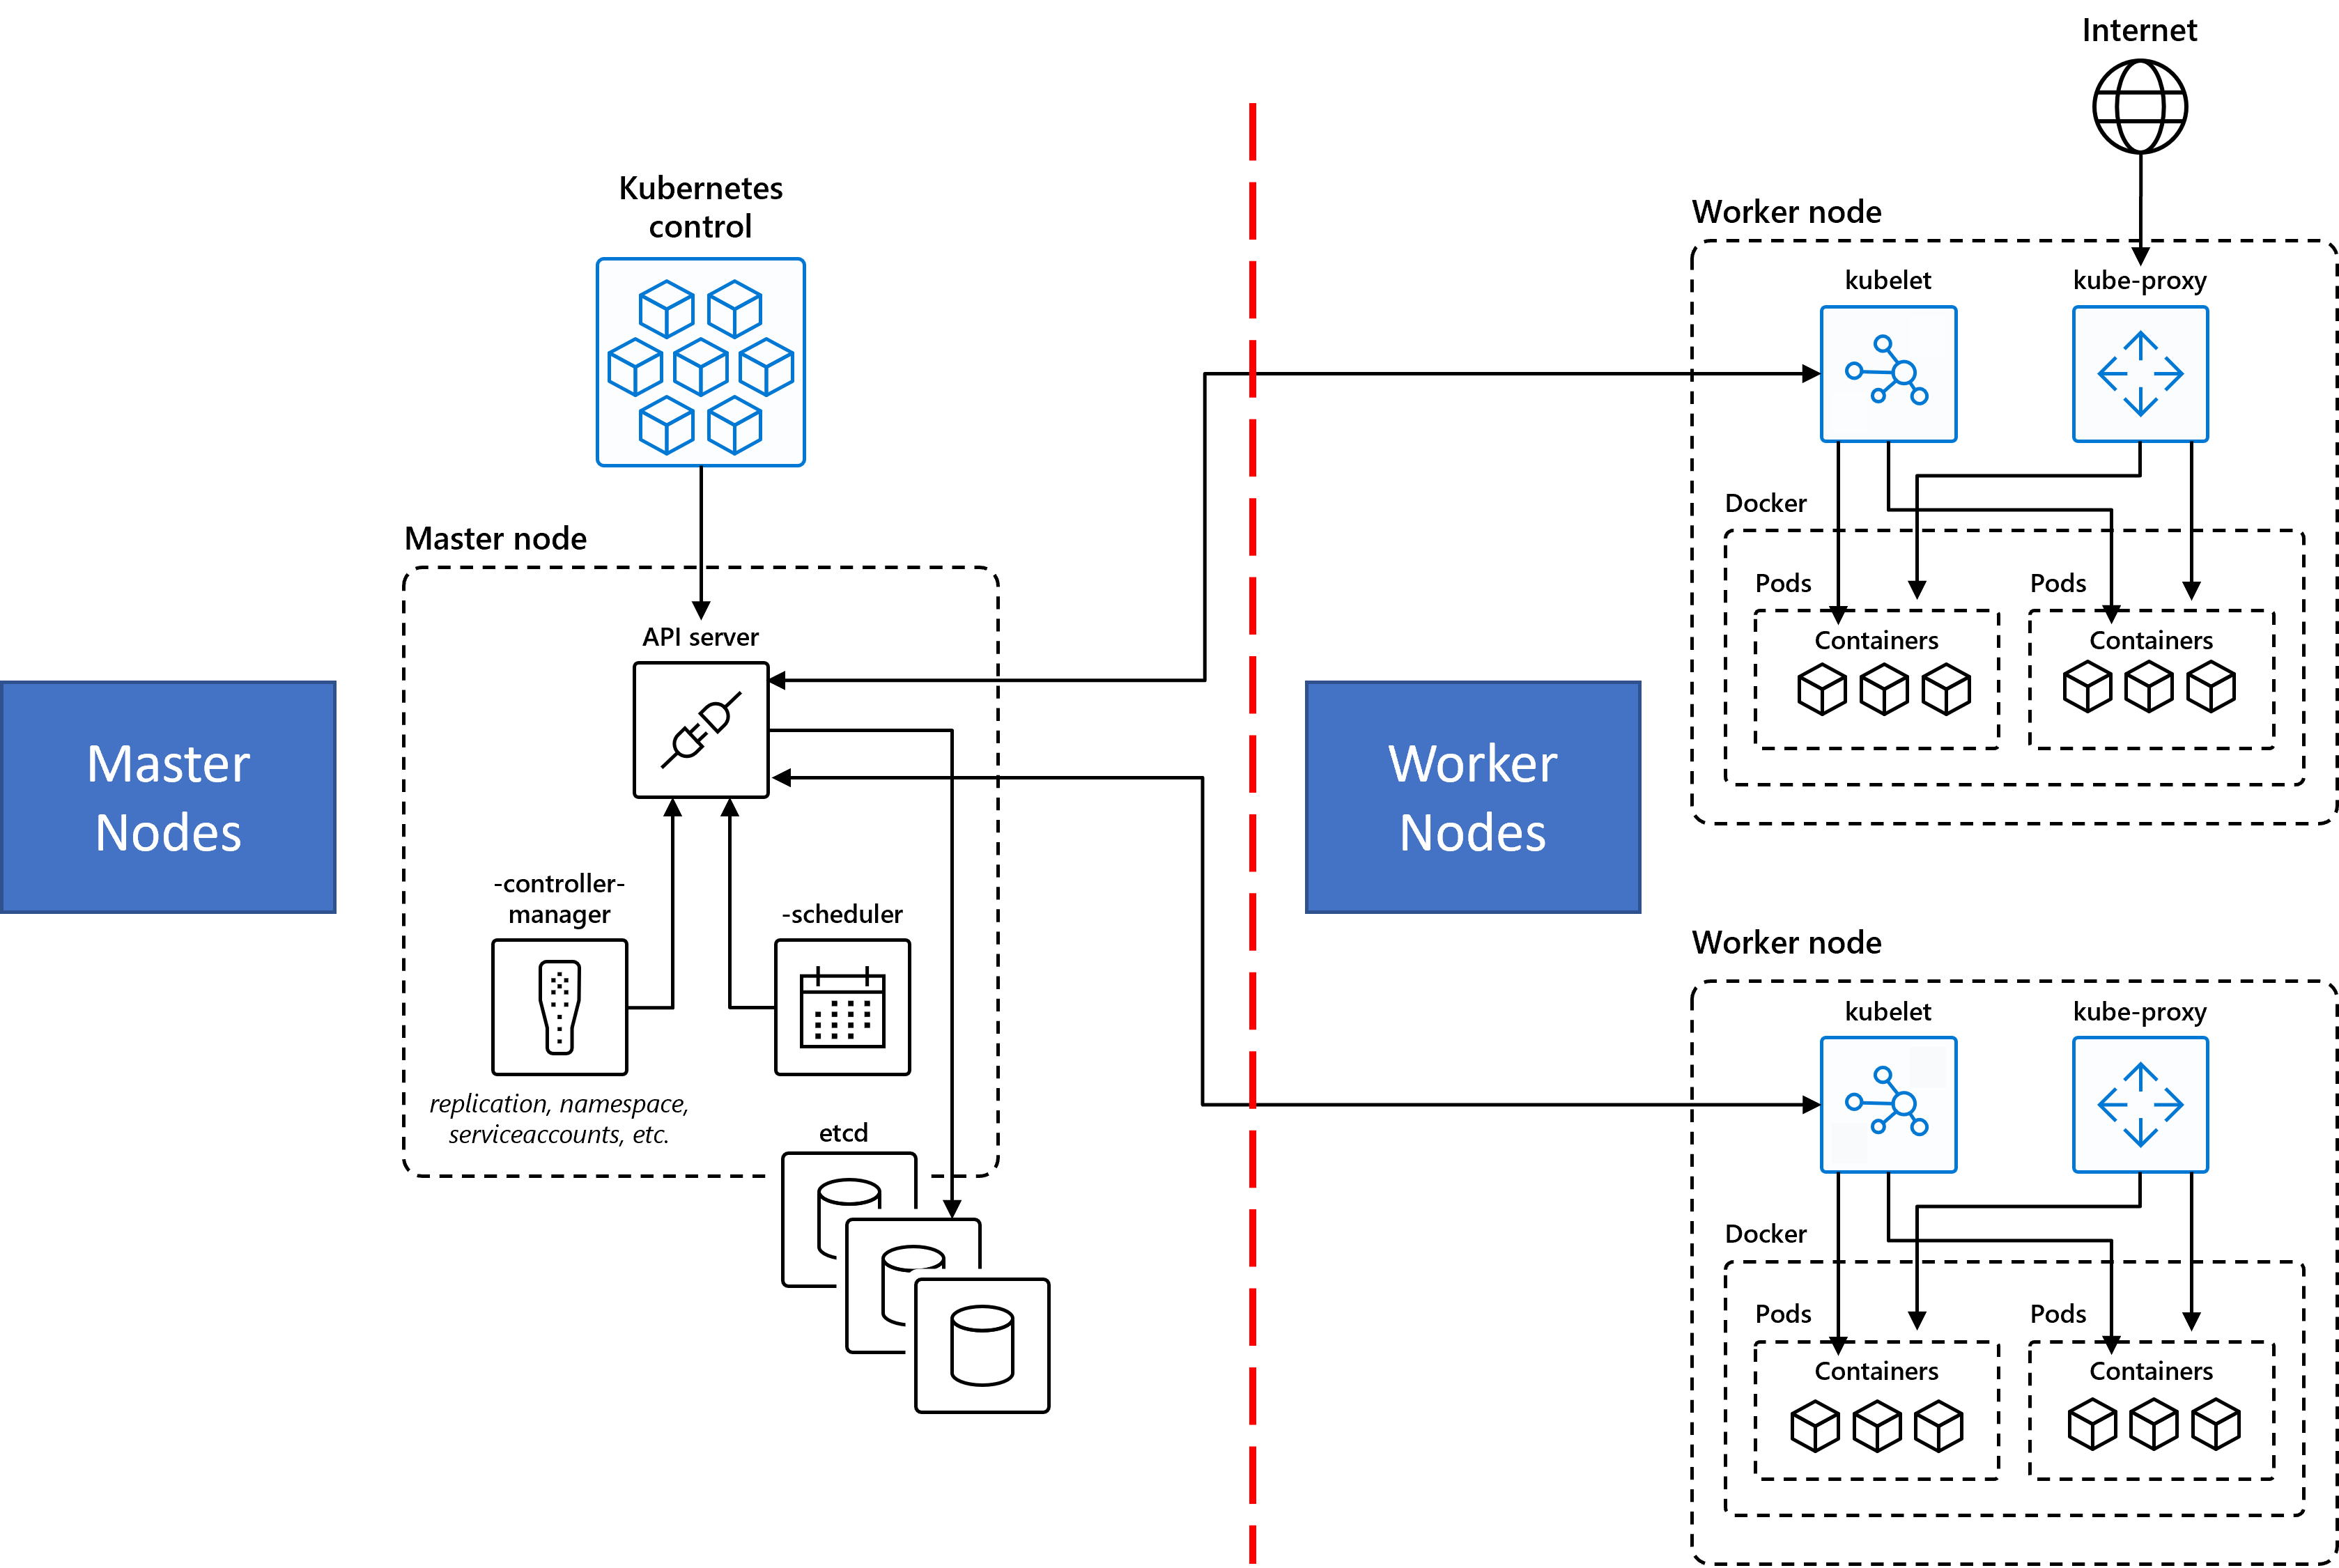 Internet
Kubernetes
control
Worker node
kubelet
kube-proxy
Docker
Master node
Pods
Pods
API server
Containers
Containers
Master
Nodes
Worker
Nodes
-controller-
manager
-scheduler
replication, namespace,
serviceaccounts, etc.
etcd
Worker node
kubelet
kube-proxy
Docker
Pods
Pods
Containers
Containers